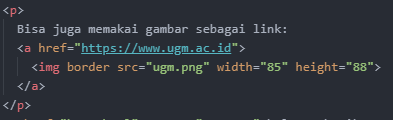 <p>
Bisa juga memakai gambar sebagai link:
<a href="https://www.ugm.ac.id">
<img border src="ugm.png" width="85" height="88">
</a>
</p>